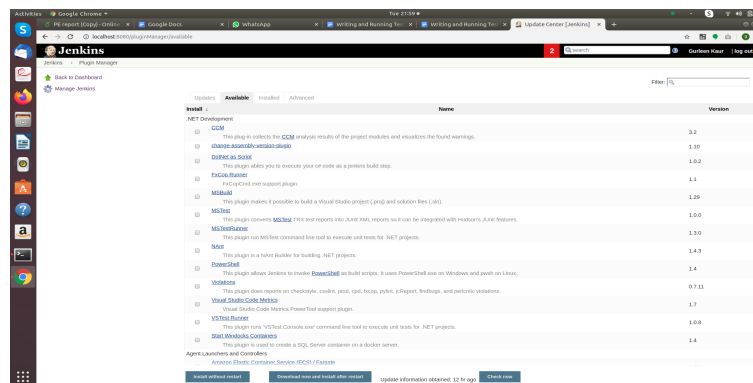 Activities
Google Chrome
Tue 21:59
PE report (Copy) - Online
Google Docs
WhatsApp
Writing and Running Tes
Writing and Running Tes
Update Center [Jenkins]
localhost:8080/pluginManager/available
Jenkins
2
search
Gurleen Kaur
| log out
Jenkins
Plugin Manager
Back to Dashboard
Manage Jenkins
Filter:
Updates
Available
Installed
Advanced
Install ↓
Name
Version
.NET Development
CCM
This plug-in collects the CCM analysis results of the project modules and visualizes the found warnings.
3.2
change-assembly-version-plugin
1.10
DotNet as Script
This plugin ables you to execute your c# code as a jenkins build step.
1.0.2
FxCop Runner
FxCopCmd.exe support plugin.
1.1
MSBuild
This plugin makes it possible to build a Visual Studio project (.proj) and solution files (.sln).
1.29
MSTest
This plugin converts MSTest TRX test reports into JUnit XML reports so it can be integrated with Hudson's JUnit features.
1.0.0
MSTestRunner
This plugin run MSTest command line tool to execute unit tests for .NET projects.
1.3.0
NAnt
This plugin is a NAnt Builder for building .NET projects.
1.4.3
PowerShell
This plugin allows Jenkins to invoke PowerShell as build scripts. It uses PowerShell.exe on Windows and pwsh on Linux.
1.4
Violations
This plugin does reports on checkstyle, csslint, pmd, cpd, fxcop, pylint, jcReport, findbugs, and perlcritic violations.
0.7.11
Visual Studio Code Metrics
Visual Studio Code Metrics PowerTool support plugin.
1.7
VSTest Runner
This plugin runs 'VSTest.Console.exe' command line tool to execute unit tests for .NET projects.
1.0.8
Start Windocks Containers
This plugin is used to create a SQL Server container on a docker server.
1.4
Agent Launchers and Controllers
Amazon Elastic Container Service (ECS) / Fargate
Install without restart
Download now and install after restart
Update information obtained: 12 hr ago
Check now